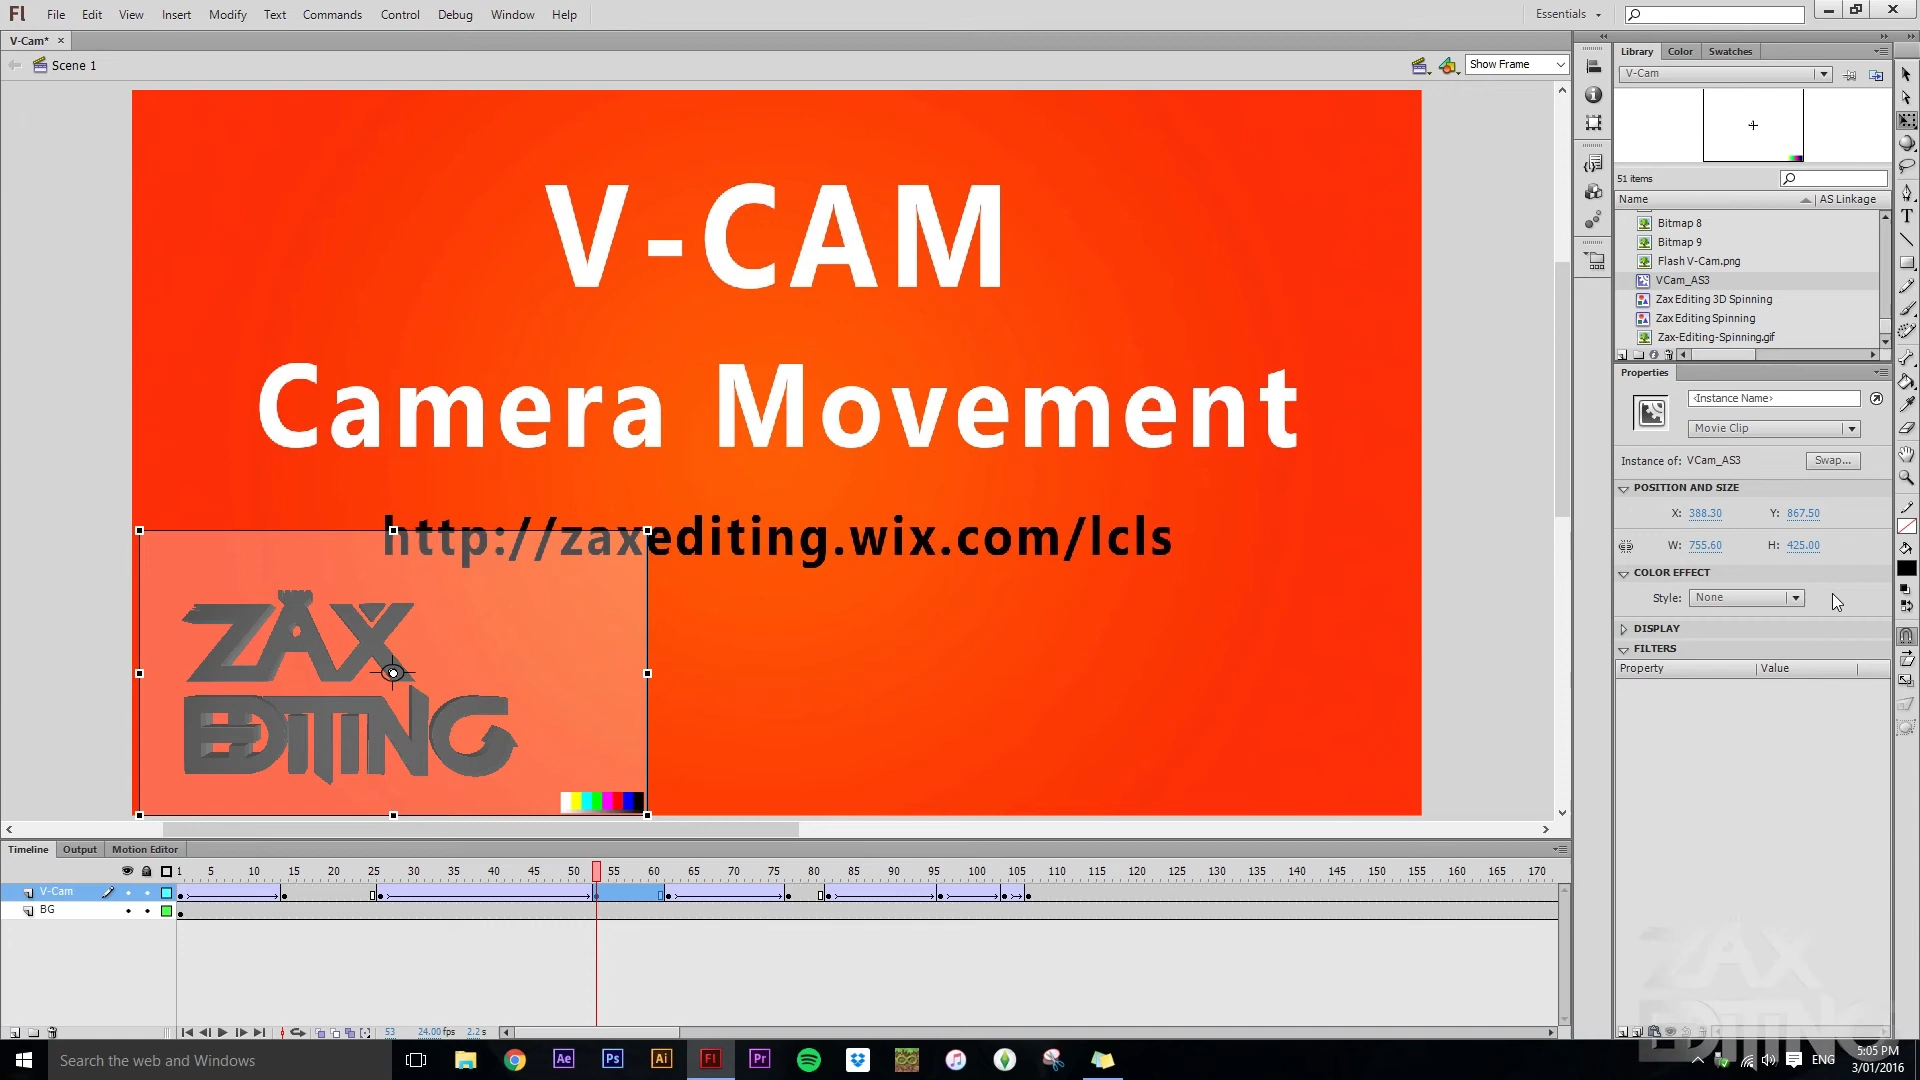 Fl File Edit View Insert Modify Text Commands Control Debug Window Help Essentials
V-Cam*
Scene 1 Show Frame
V-CAM
Camera Movement
http://zaxediting.wix.com/lcls
ZAX
EDITING
Library Color Swatches
V-Cam
51 items
Name AS Linkage
Bitmap 8
Bitmap 9
Flash V-Cam.png
VCam_AS3
Zax Editing 3D Spinning
Zax Editing Spinning
Zax-Editing-Spinning.gif
Properties
<Instance Name>
Movie Clip
Instance of: VCam_AS3 Swap...
POSITION AND SIZE
X: 388.30 Y: 867.50
W: 755.60 H: 425.00
COLOR EFFECT
Style: None
DISPLAY
FILTERS
Property Value
Timeline Output Motion Editor
1 5 10 15 20 25 30 35 40 45 50 55 60 65 70 75 80 85 90 95 100 105 110 115 120 125 130 135 140 145 150 155 160 165 170
V-Cam
BG
53 24.00 fps 2.2 s
ZAX
EDITING
Search the web and Windows
Ae Ps Ai Fl Pr
ENG
5:05 PM
3/01/2016